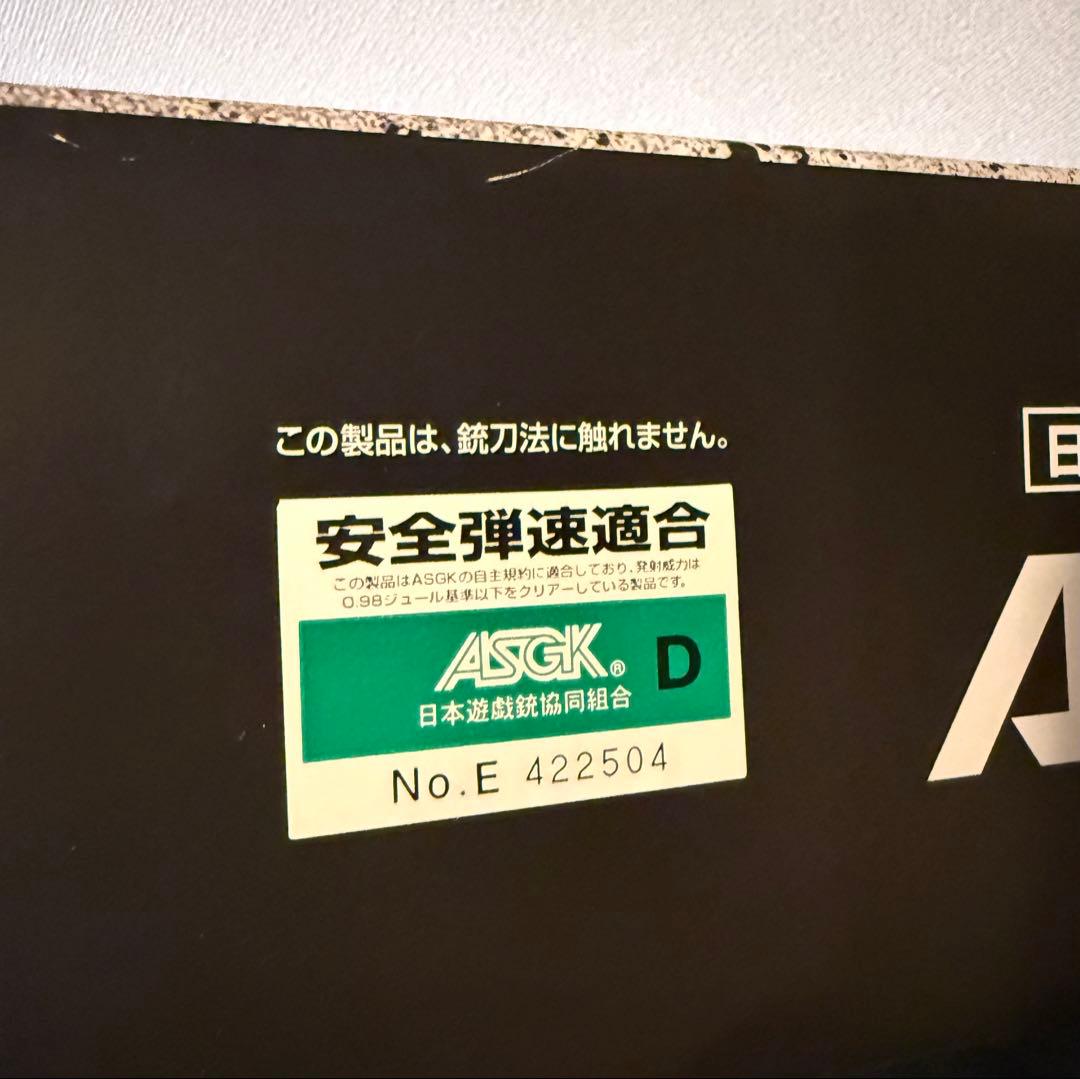 この製品は、銃刀法に触れません。
安全弾速適合
この製品はASGKの自主規約に適合しており、発射威力は
0.98ジュール基準以下をクリアーしている製品です。
ASGK® D
日本遊戯銃協同組合
No.E 422504
日
A